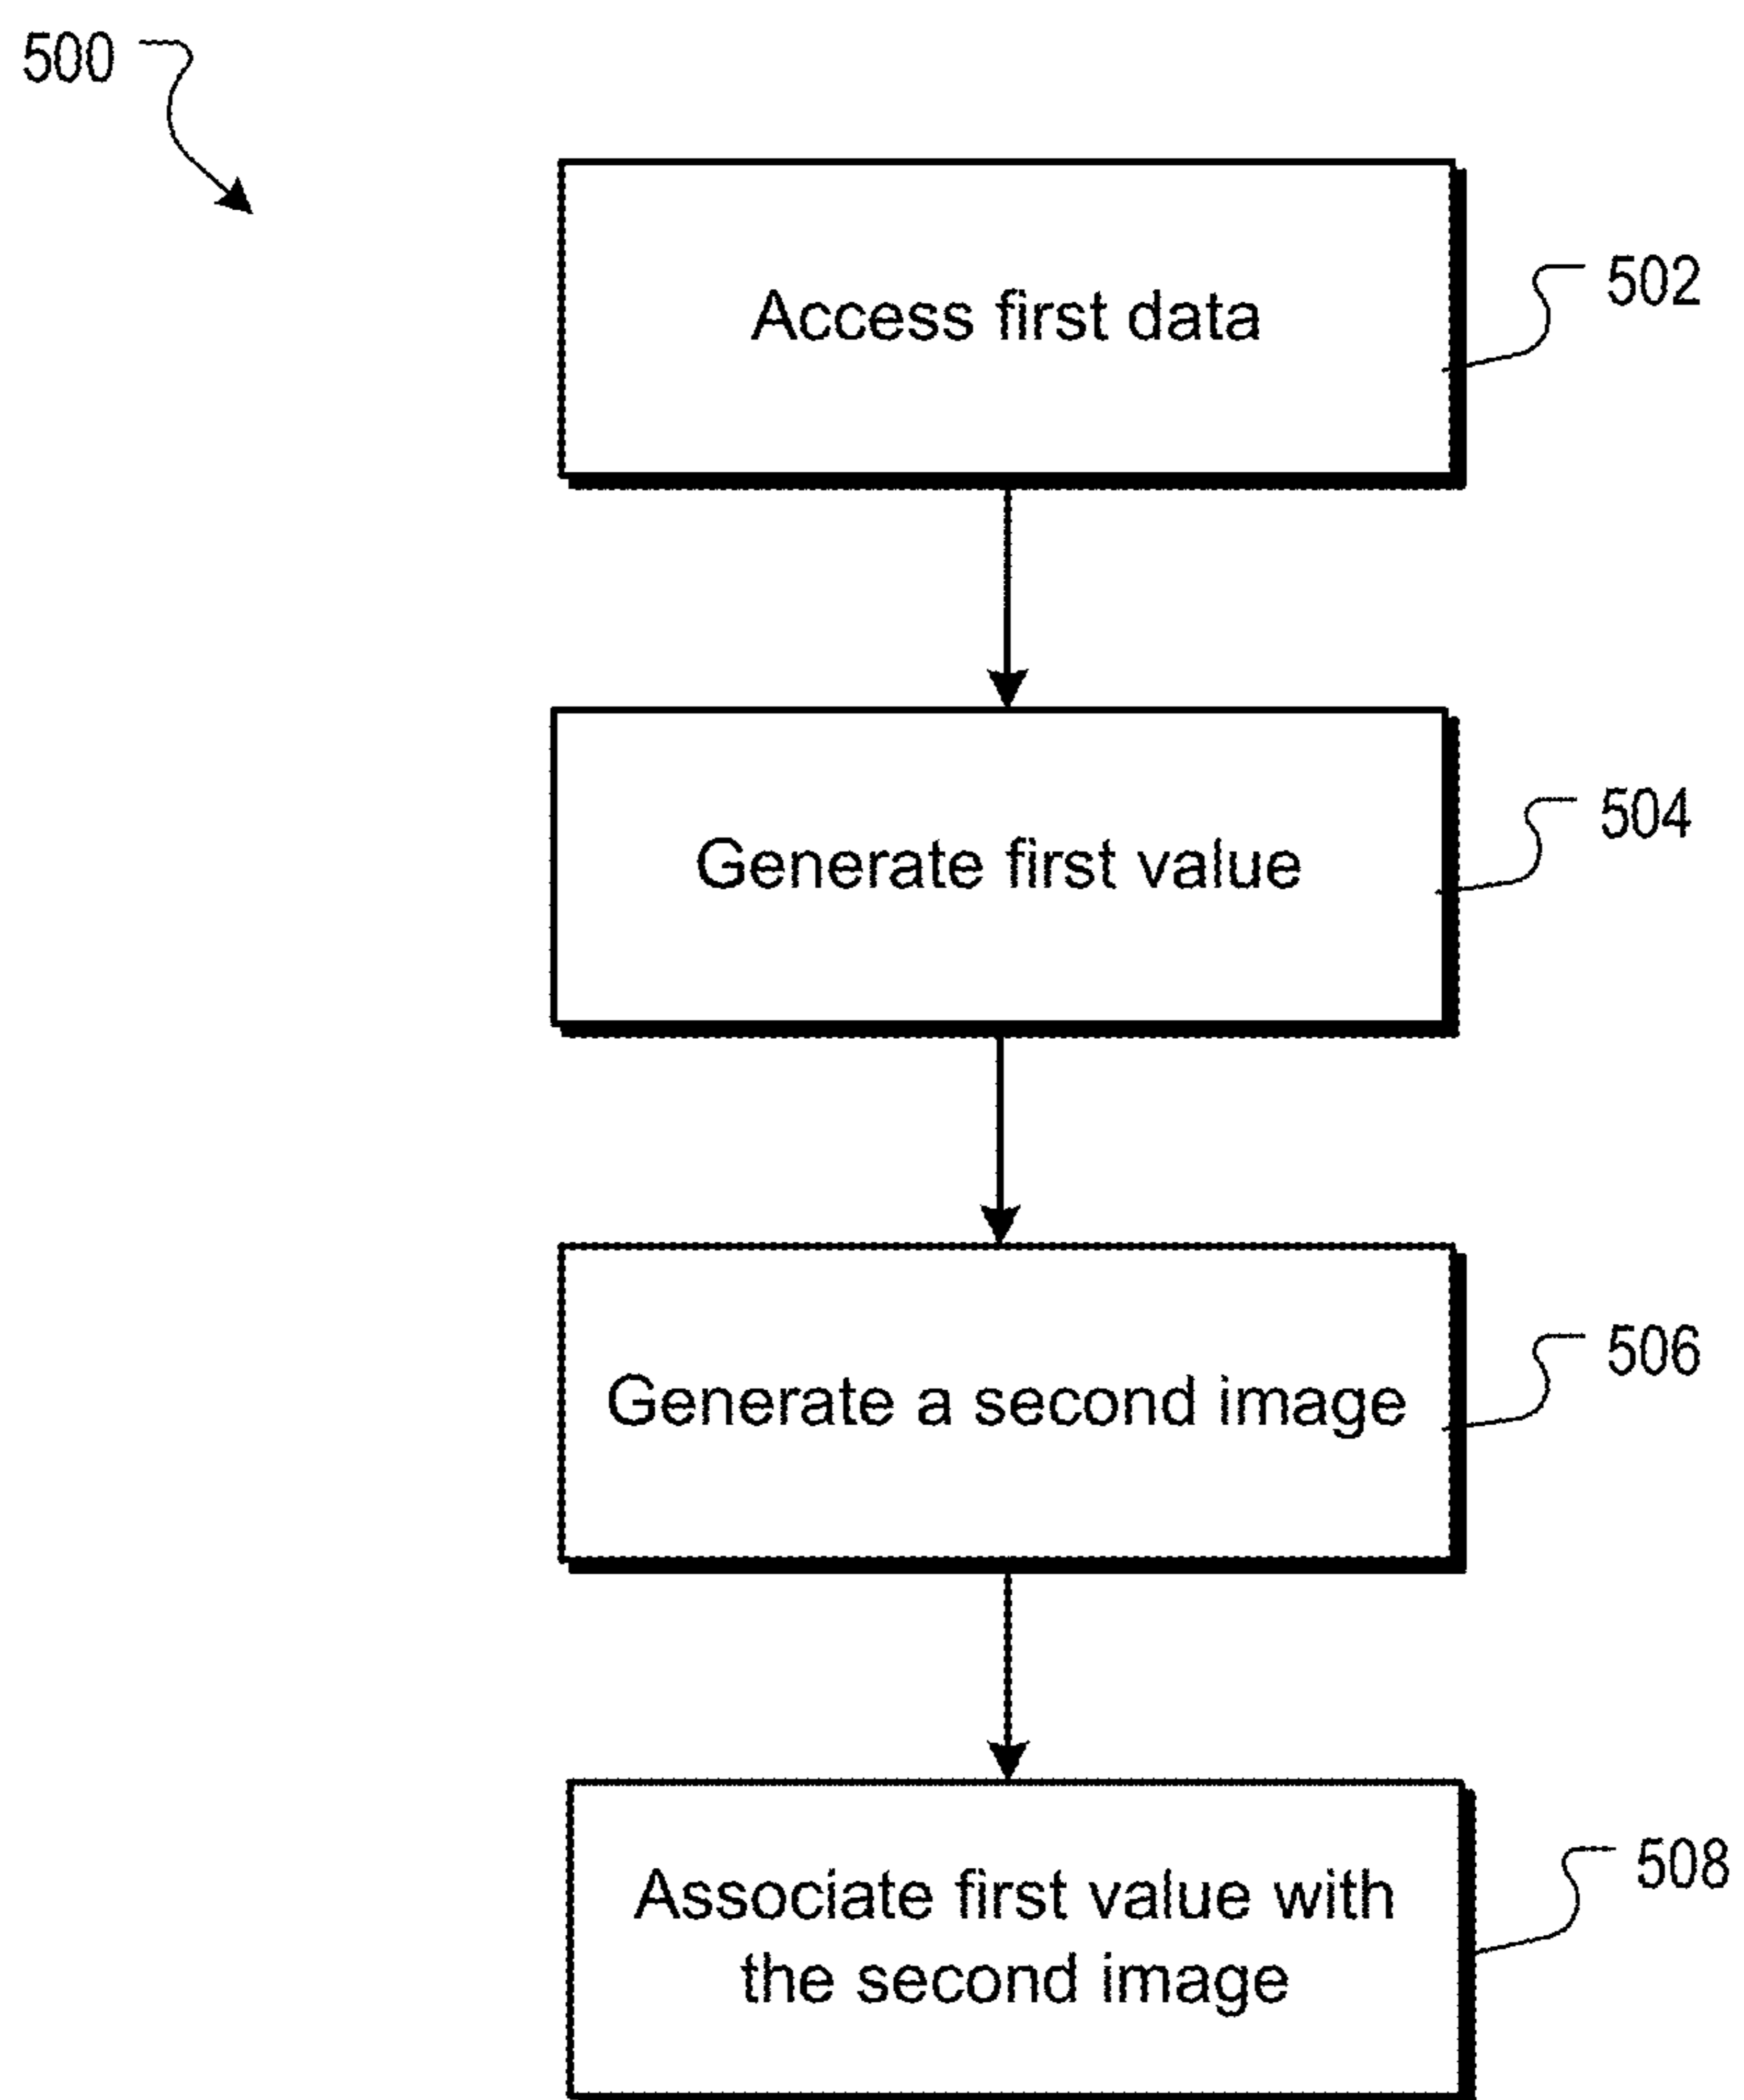 500
Access first data
502
Generate first value
504
Generate a second image
506
Associate first value with
the second image
508